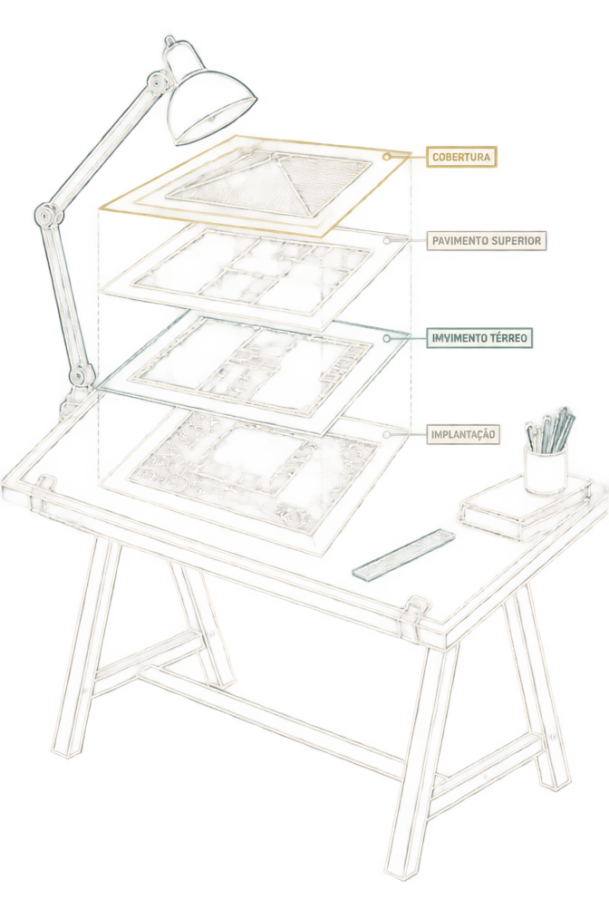 COBERTURA
PAVIMENTO SUPERIOR
IMVIMENTO TÉRREO
IMPLANTAÇÃO